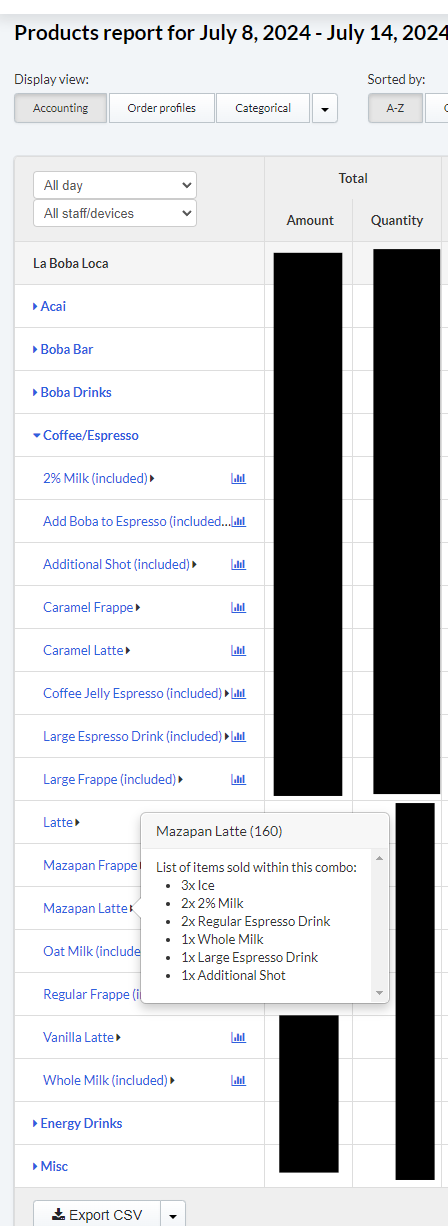 Products report for July 8, 2024 - July 14, 2024
Display view:
Sorted by:
Accounting
Order profiles
Categorical
A-Z
All day
All staff/devices
Total
Amount
Quantity
La Boba Loca
Acai
Boba Bar
Boba Drinks
Coffee/Espresso
2% Milk (included)
Add Boba to Espresso (included...
Additional Shot (included)
Caramel Frappe
Caramel Latte
Coffee Jelly Espresso (included)
Large Espresso Drink (included)
Large Frappe (included)
Latte
Mazapan Frappe
Mazapan Latte
Oat Milk (include
Regular Frappe (i
Mazapan Latte (160)
List of items sold within this combo:
• 3x Ice
• 2x 2% Milk
• 2x Regular Espresso Drink
• 1x Whole Milk
• 1x Large Espresso Drink
• 1x Additional Shot
Vanilla Latte
Whole Milk (included)
Energy Drinks
Misc
Export CSV